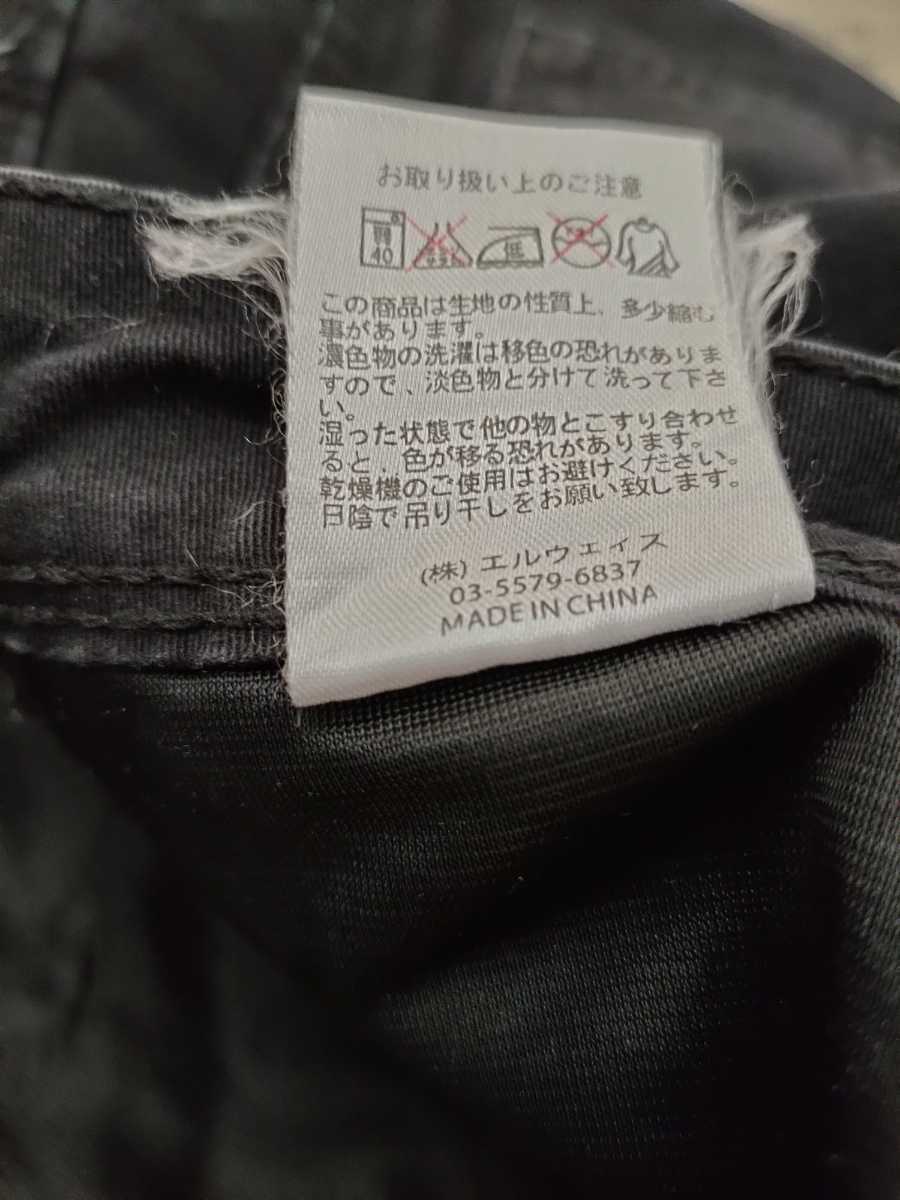 お取り扱い上のご注意
40
低
この商品は生地の性質上、多少縮む
事があります。
濃色物の洗濯は移色の恐れがありま
すので、淡色物と分けて洗って下さ
い。
湿った状態で他の物とこすり合わせ
ると、色が移る恐れがあります。
乾燥機のご使用はお避けください。
日陰で吊り干しをお願い致します。
(株) エルウェイス
03-5579-6837
MADE IN CHINA